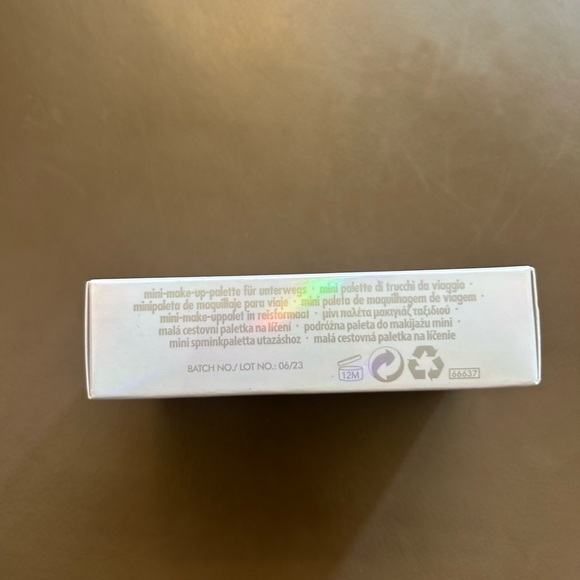 mini-make-up-palette für unterwegs · mini palette di trucchi da viaggio ·
minipaleta de maquillaje para viaje · mini paleta de maquilhagem de viagem ·
mini-make-uppalet in reisformaat · μίνι παλέτα μακιγιάζ ταξιδιού ·
malá cestovní paletka na líčení · podróżna paleta do makijażu mini ·
mini sprminkpaletta utazáshoz · malá cestovná paletka na líčenie
BATCH NO./ LOT NO.: 06/23
12M
66637